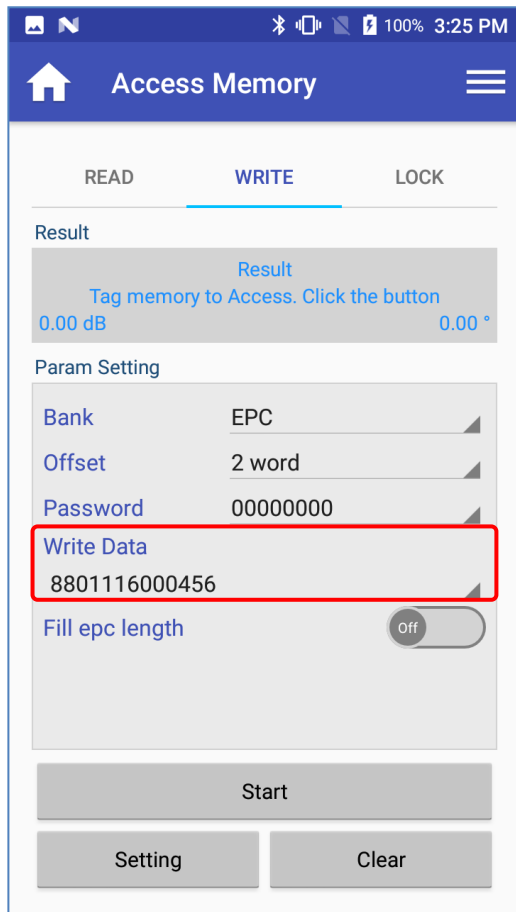 100% 3:25 PM
Access Memory
READ WRITE LOCK
Result
Result
Tag memory to Access. Click the button
0.00 dB 0.00 °
Param Setting
Bank EPC
Offset 2 word
Password 00000000
Write Data
8801116000456
Fill epc length Off
Start
Setting Clear